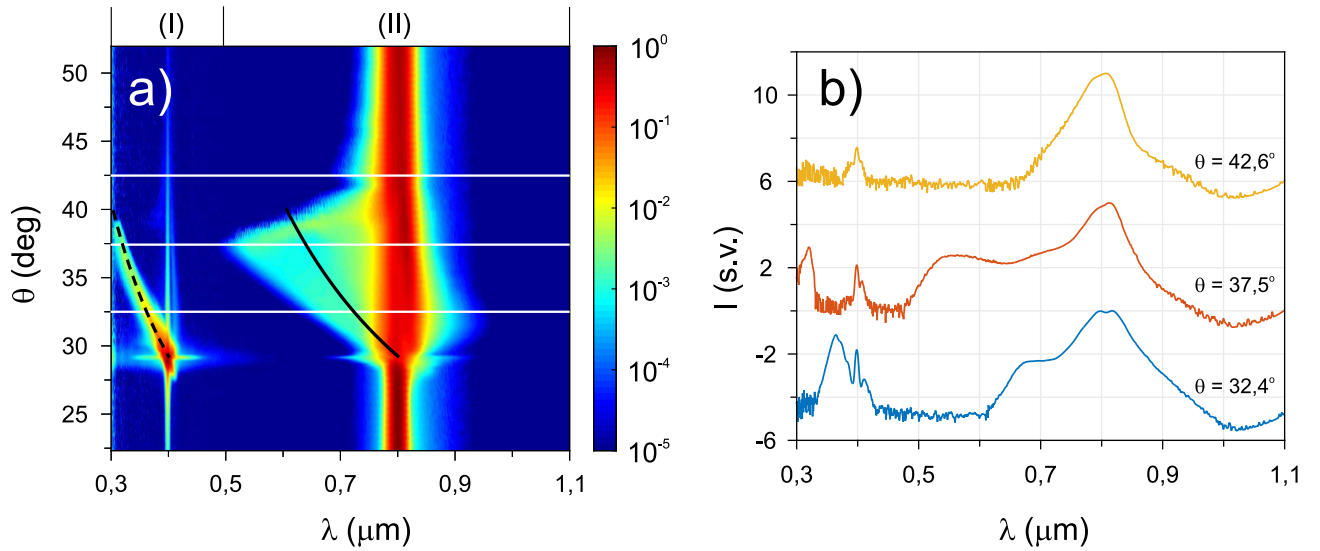 (I) (II)
a)
θ (deg)
50
45
40
35
30
25
0,3 0,5 0,7 0,9 1,1
λ (μm)
10⁰
10⁻¹
10⁻²
10⁻³
10⁻⁴
10⁻⁵
b)
I (s.v.)
10
6
2
-2
-6
θ = 42,6°
θ = 37,5°
θ = 32,4°
0,3 0,5 0,7 0,9 1,1
λ (μm)